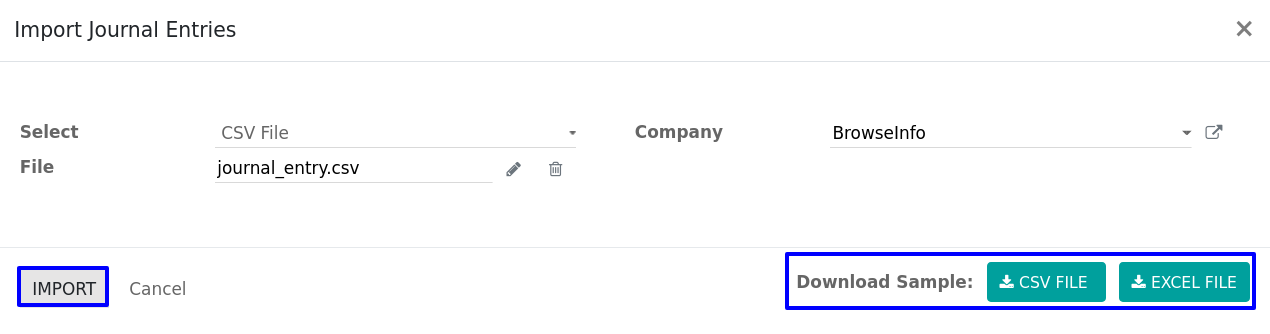 Import Journal Entries
Select CSV File Company BrowseInfo
File journal_entry.csv
IMPORT Cancel Download Sample: CSV FILE EXCEL FILE